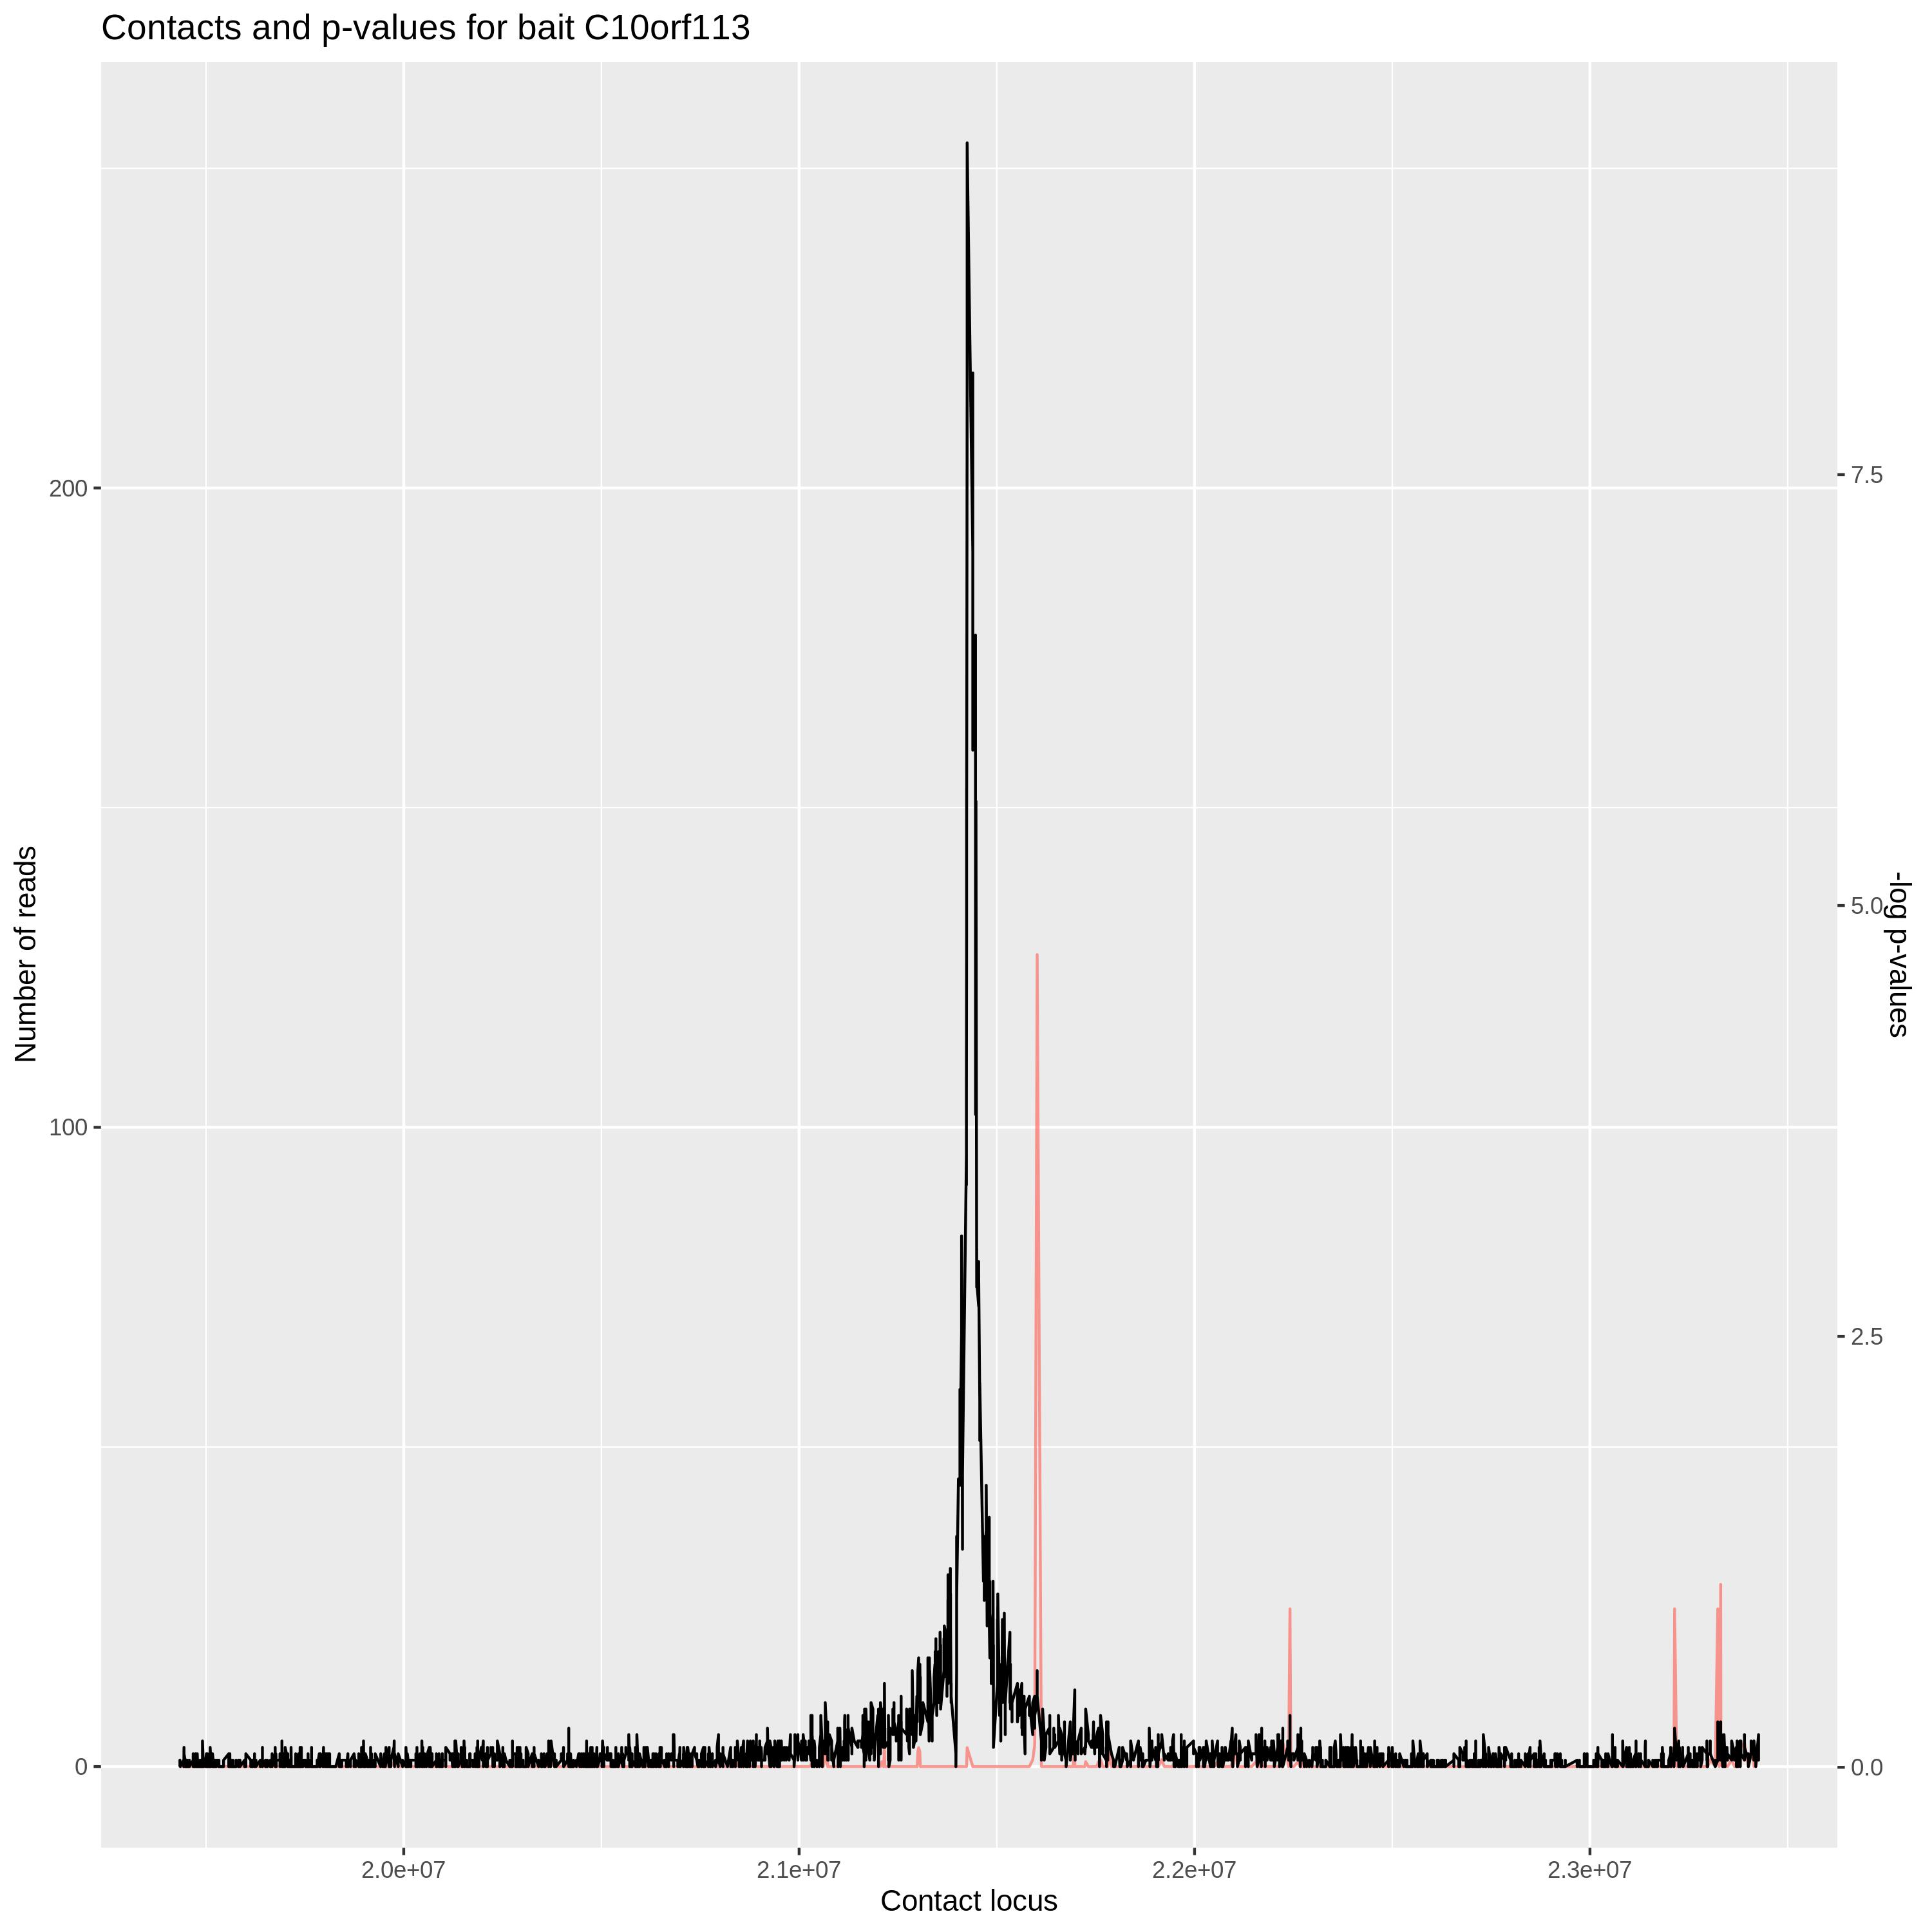 Contacts and p-values for bait C10orf113
Number of reads
200
100
0
7.5
5.0
2.5
0.0
-log p-values
2.0e+07
2.1e+07
2.2e+07
2.3e+07
Contact locus